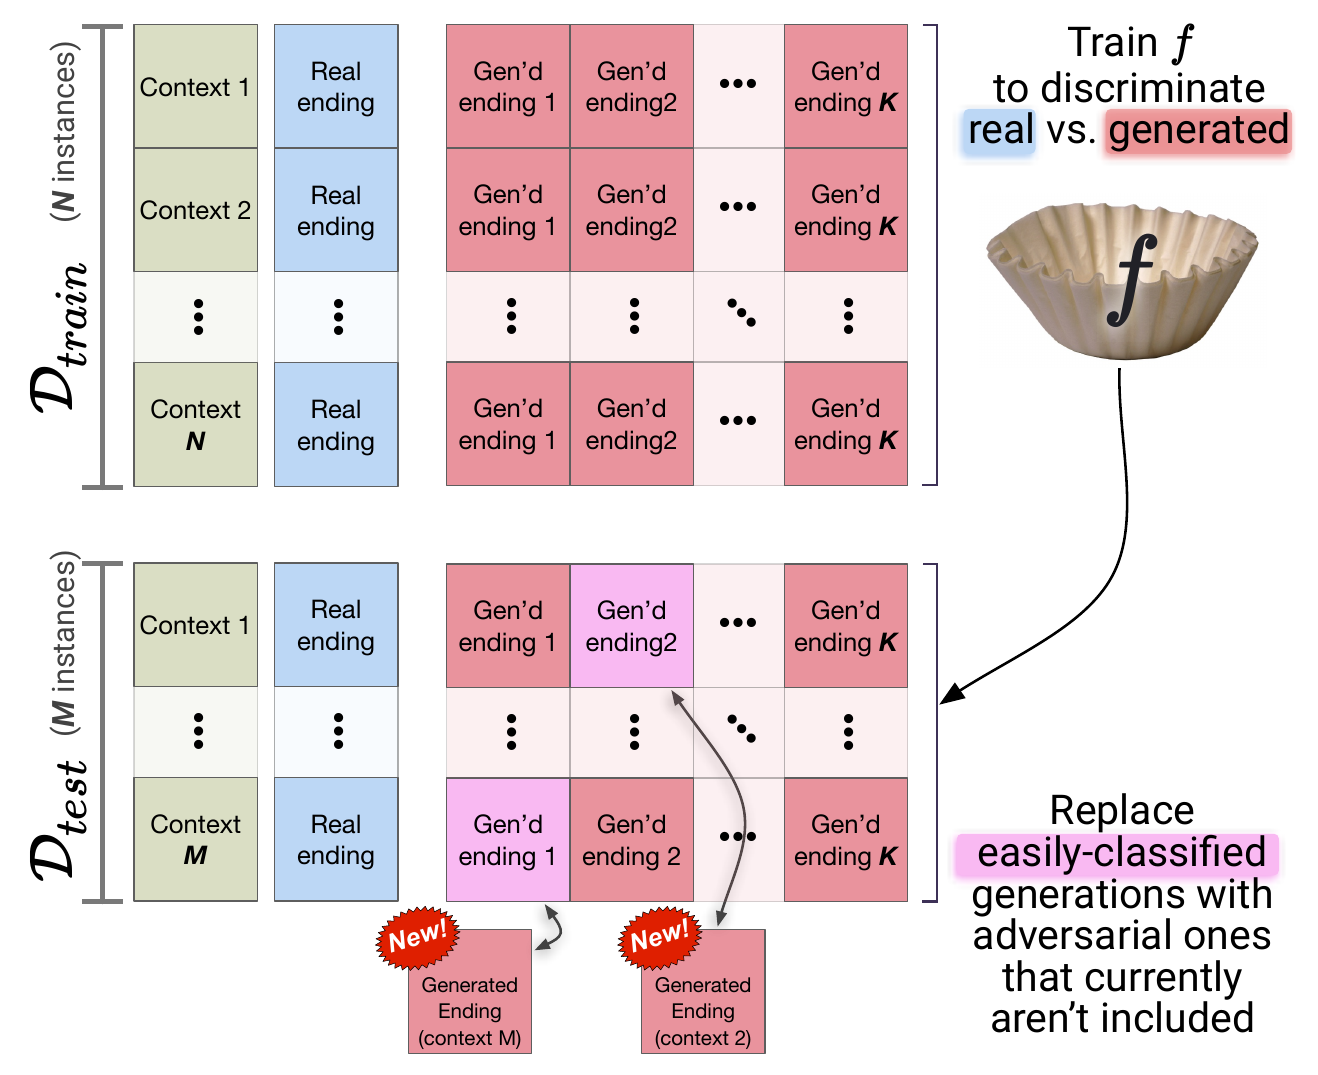 D_train (N instances)
Context 1
Real
ending
Gen'd
ending 1
Gen'd
ending2
•••
Gen'd
ending K
Context 2
Real
ending
Gen'd
ending 1
Gen'd
ending2
•••
Gen'd
ending K
Context
N
Real
ending
Gen'd
ending 1
Gen'd
ending2
•••
Gen'd
ending K
Train f
to discriminate
real vs. generated
f
D_test (M instances)
Context 1
Real
ending
Gen'd
ending 1
Gen'd
ending2
•••
Gen'd
ending K
Context
M
Real
ending
Gen'd
ending 1
Gen'd
ending 2
•••
Gen'd
ending K
New!
Generated
Ending
(context M)
New!
Generated
Ending
(context 2)
Replace
easily-classified
generations with
adversarial ones
that currently
aren't included